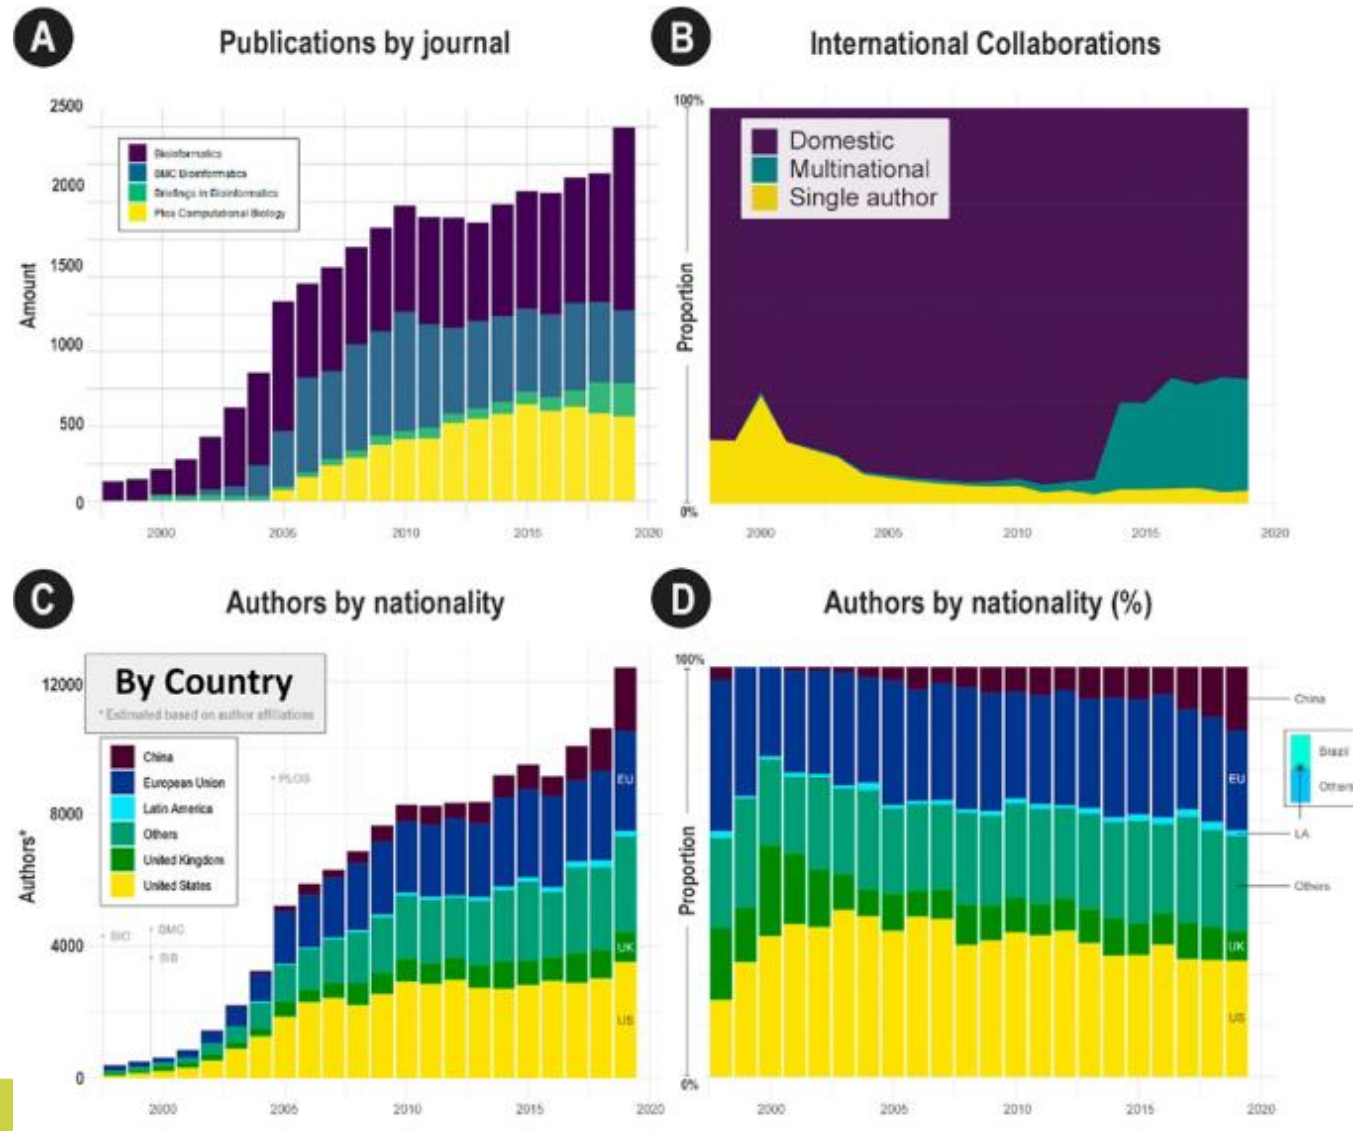 A
Publications by journal
2500
2000
1500
1000
500
0
Amount
Bioinformatics
BMC Bioinformatics
Briefings in Bioinformatics
Plos Computational Biology
2000
2005
2010
2015
2020
B
International Collaborations
100%
Proportion
0%
Domestic
Multinational
Single author
2000
2005
2010
2015
2020
C
Authors by nationality
12000
8000
4000
0
Authors*
By Country
* Estimated based on author affiliations
China
European Union
Latin America
Others
United Kingdom
United States
PLOS
BIO
BMC
BiB
EU
UK
US
2000
2005
2010
2015
2020
D
Authors by nationality (%)
100%
Proportion
0%
China
Brazil
Others
LA
Others
EU
UK
US
2000
2005
2010
2015
2020